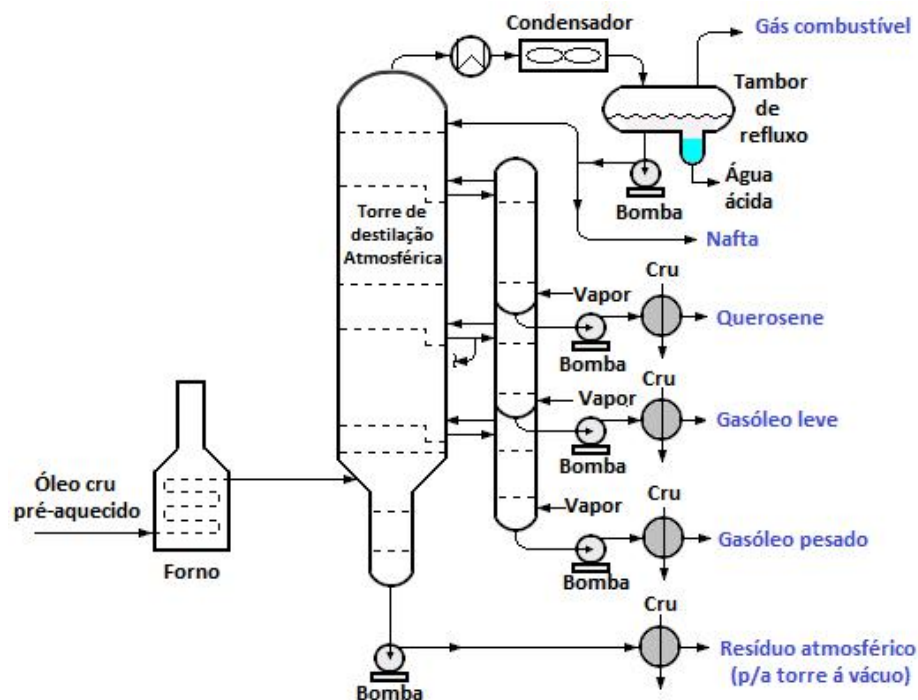 Condensador
Gás combustível
Tambor
de
refluxo
Água
ácida
Bomba
Nafta
Torre de
destilação
Atmosférica
Vapor
Cru
Querosene
Bomba
Vapor
Cru
Gasóleo leve
Bomba
Óleo cru
pré-aquecido
Forno
Vapor
Cru
Gasóleo pesado
Bomba
Cru
Resíduo atmosférico
(p/a torre á vácuo)
Bomba